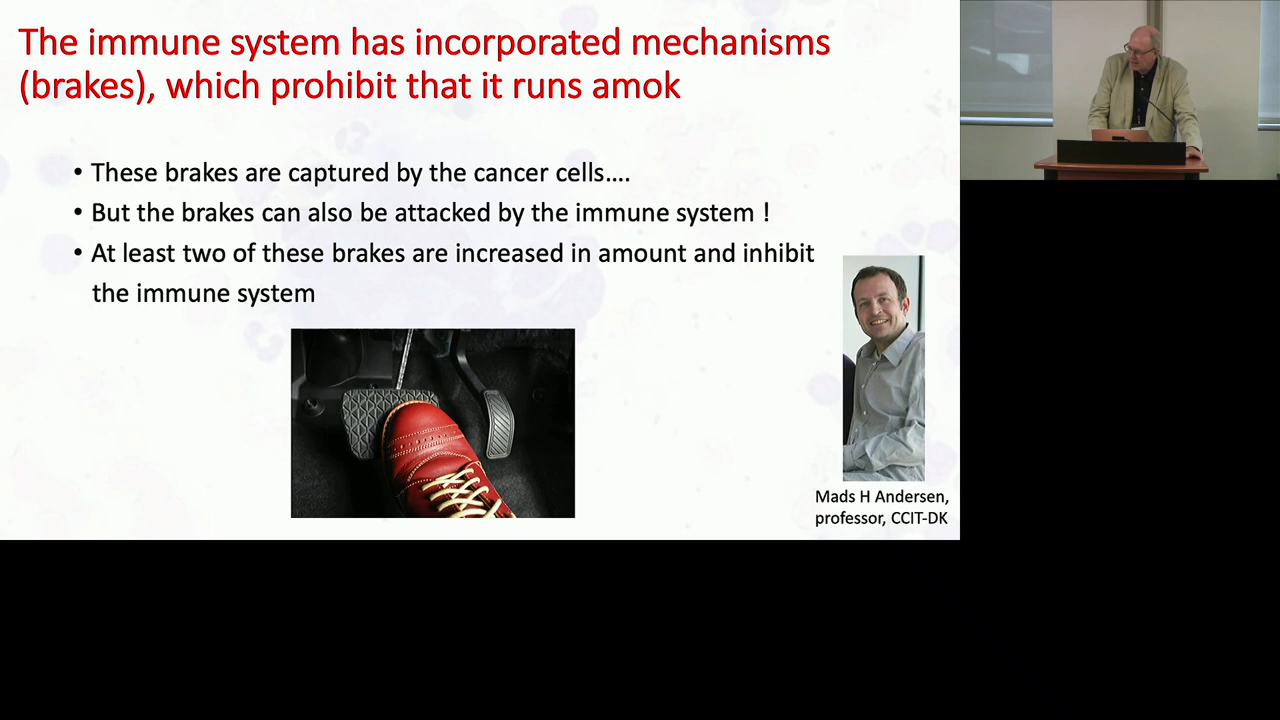 The immune system has incorporated mechanisms
(brakes), which prohibit that it runs amok
• These brakes are captured by the cancer cells....
• But the brakes can also be attacked by the immune system !
• At least two of these brakes are increased in amount and inhibit
the immune system
Mads H Andersen,
professor, CCIT-DK